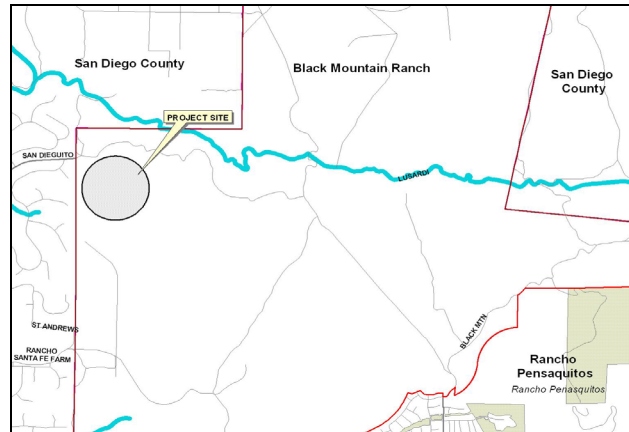 San Diego County
Black Mountain Ranch
San Diego
County
PROJECT SITE
SAN DIEGUITO
LUSARDI
ST ANDREWS
RANCHO
SANTA FE FARM
BLACK MTN
Rancho
Pensaquitos
Rancho Penasquitos